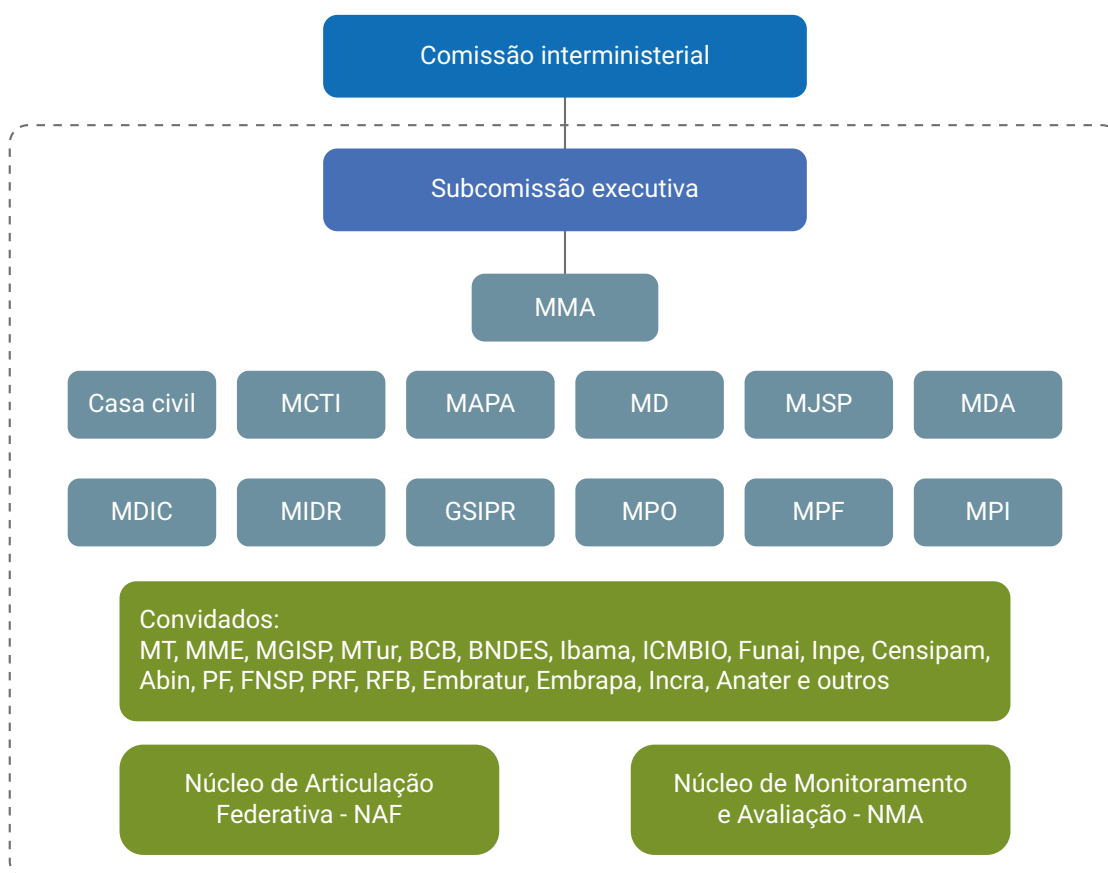 Comissão interministerial
Subcomissão executiva
MMA
Casa civil
MCTI
MAPA
MD
MJSP
MDA
MDIC
MIDR
GSIPR
MPO
MPF
MPI
Convidados:
MT, MME, MGISP, MTur, BCB, BNDES, Ibama, ICMBIO, Funai, Inpe, Censipam,
Abin, PF, FNSP, PRF, RFB, Embratur, Embrapa, Incra, Anater e outros
Núcleo de Articulação
Federativa - NAF
Núcleo de Monitoramento
e Avaliação - NMA